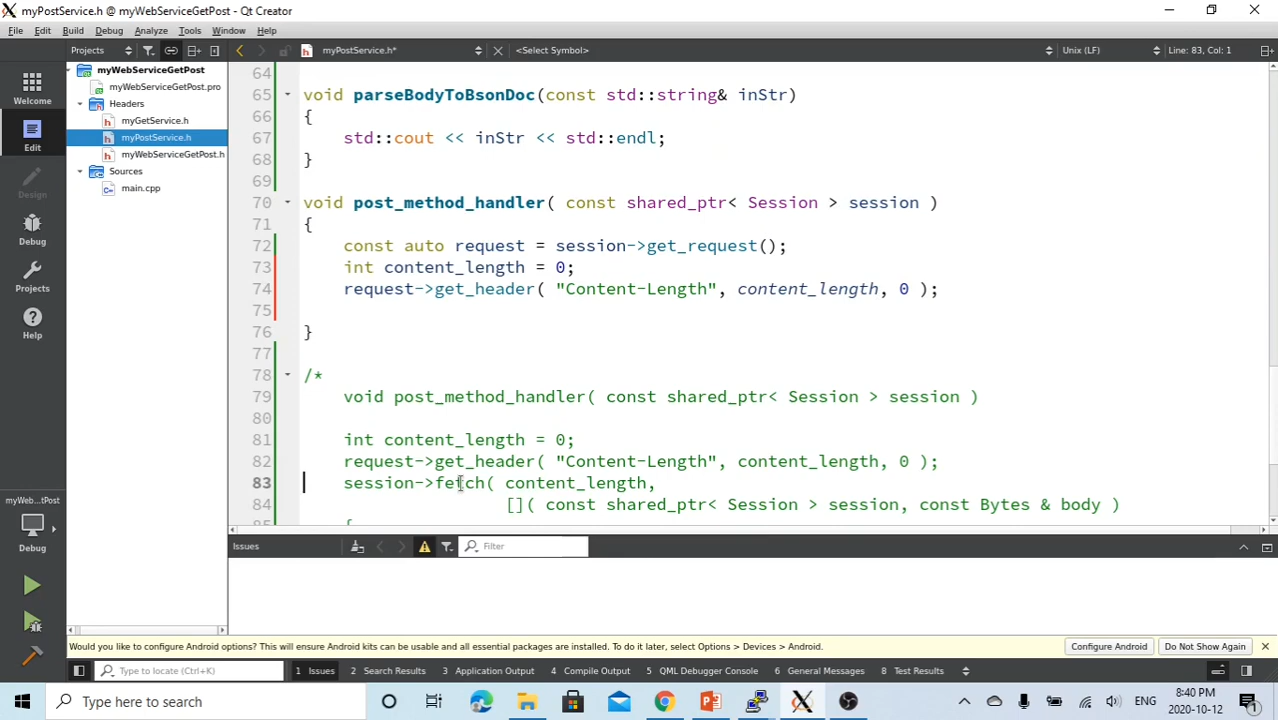 myPostService.h @ myWebServiceGetPost - Qt Creator
File Edit Build Debug Analyze Tools Window Help
Projects myPostService.h* <Select Symbol> Unix (LF) Line: 83, Col: 1
Welcome
Edit
Design
Debug
Projects
Help
myWeb...tPost
Debug
myWebServiceGetPost
myWebServiceGetPost.pro
Headers
myGetService.h
myPostService.h
myWebServiceGetPost.h
Sources
main.cpp
64
65 void parseBodyToBsonDoc(const std::string& inStr)
66 {
67 std::cout << inStr << std::endl;
68 }
69
70 void post_method_handler( const shared_ptr< Session > session )
71 {
72 const auto request = session->get_request();
73 int content_length = 0;
74 request->get_header( "Content-Length", content_length, 0 );
75
76 }
77
78 /*
79 void post_method_handler( const shared_ptr< Session > session )
80
81 int content_length = 0;
82 request->get_header( "Content-Length", content_length, 0 );
83 session->fetch( content_length,
84 []( const shared_ptr< Session > session, const Bytes & body )
85 {
Issues Filter
Would you like to configure Android options? This will ensure Android kits can be usable and all essential packages are installed. To do it later, select Options > Devices > Android. Configure Android Do Not Show Again
Type to locate (Ctrl+K) 1 Issues 2 Search Results 3 Application Output 4 Compile Output 5 QML Debugger Console 6 General Messages 8 Test Results
Type here to search ENG 8:40 PM
2020-10-12